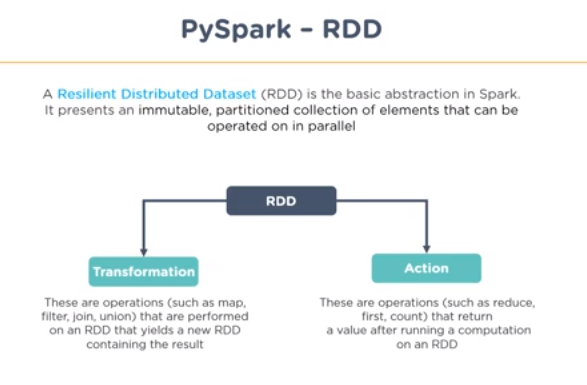 PySpark – RDD
A Resilient Distributed Dataset (RDD) is the basic abstraction in Spark.
It presents an immutable, partitioned collection of elements that can be
operated on in parallel
RDD
Transformation
These are operations (such as map,
filter, join, union) that are performed
on an RDD that yields a new RDD
containing the result
Action
These are operations (such as reduce,
first, count) that return
a value after running a computation
on an RDD